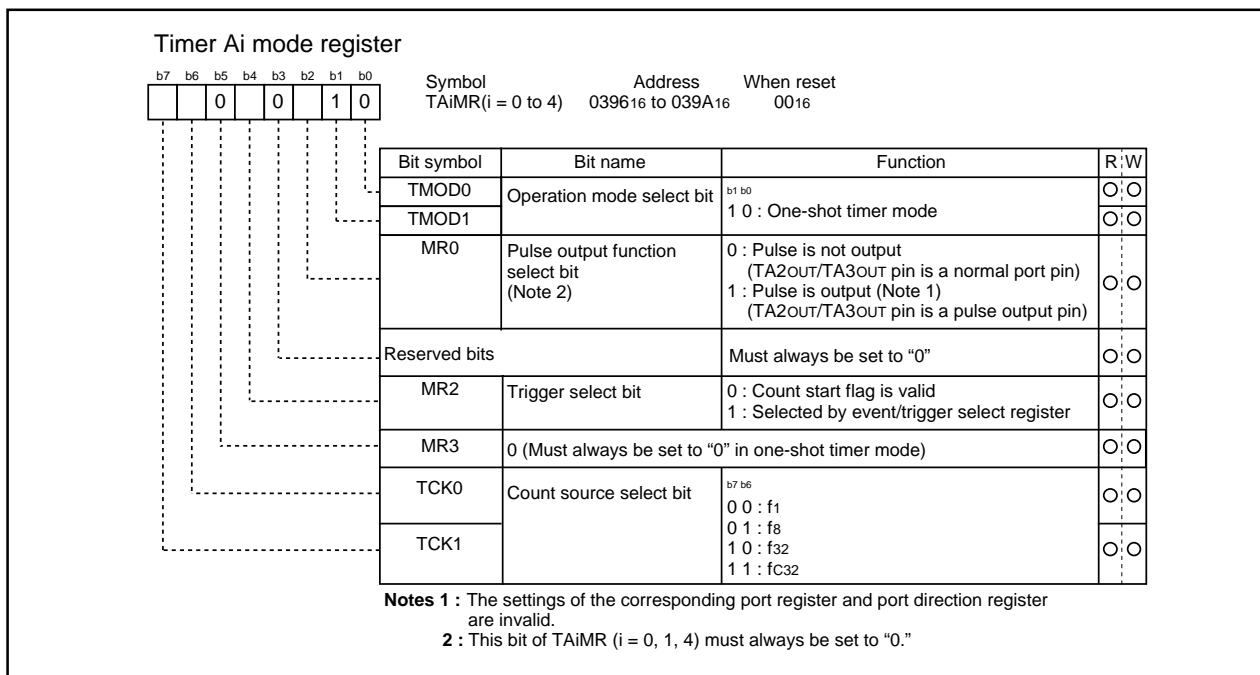 Timer Ai mode register
b7 b6 b5 b4 b3 b2 b1 b0
0 0 1 0
Symbol Address When reset
TAiMR(i = 0 to 4) 039616 to 039A16 0016
Bit symbol Bit name Function R W
TMOD0 Operation mode select bit b1 b0
TMOD1 1 0 : One-shot timer mode
MR0 Pulse output function select bit (Note 2) 0 : Pulse is not output
(TA2OUT/TA3OUT pin is a normal port pin)
1 : Pulse is output (Note 1)
(TA2OUT/TA3OUT pin is a pulse output pin)
Reserved bits Must always be set to “0”
MR2 Trigger select bit 0 : Count start flag is valid
1 : Selected by event/trigger select register
MR3 0 (Must always be set to “0” in one-shot timer mode)
TCK0 Count source select bit b7 b6
0 0 : f1
0 1 : f8
TCK1 1 0 : f32
1 1 : fC32
Notes 1 : The settings of the corresponding port register and port direction register
are invalid.
2 : This bit of TAiMR (i = 0, 1, 4) must always be set to “0.”